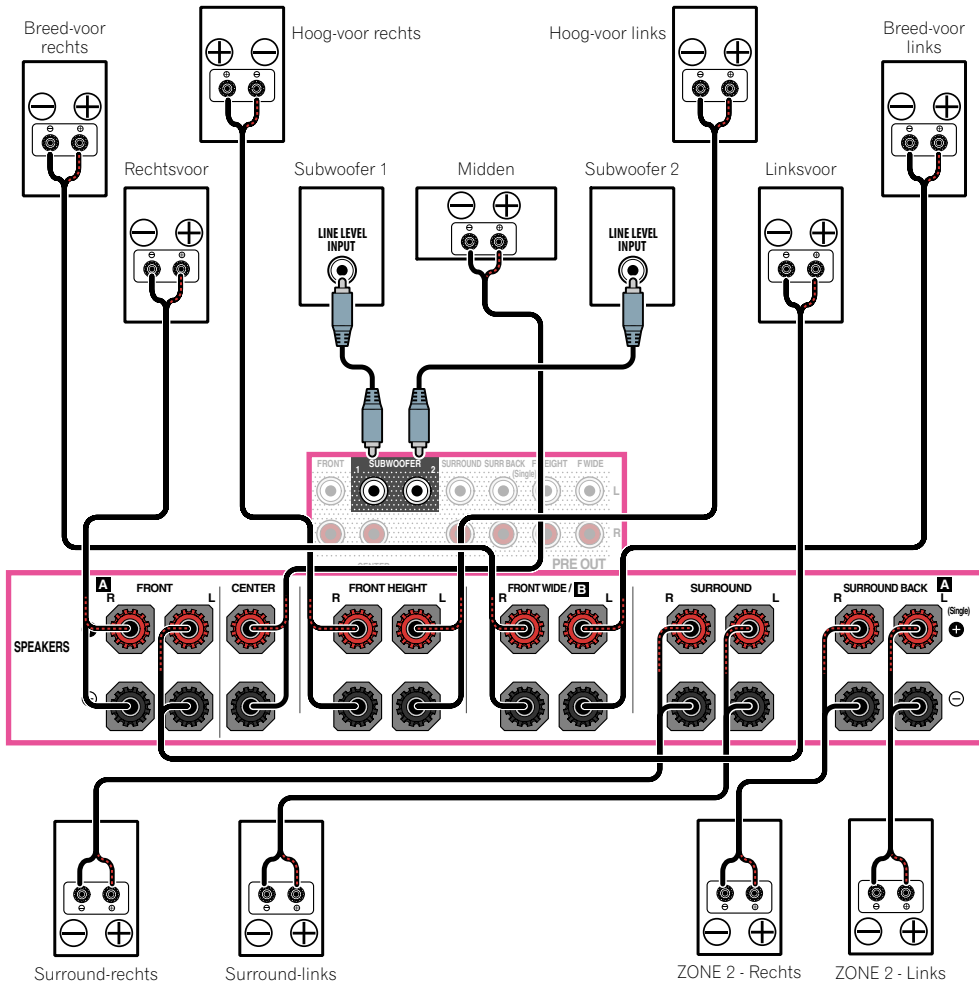 Breed-voor
rechts
Hoog-voor rechts
Hoog-voor links
Breed-voor
links
Rechtsvoor
Subwoofer 1
Midden
Subwoofer 2
Linksvoor
LINE LEVEL
INPUT
LINE LEVEL
INPUT
FRONT
SUBWOOFER
1
2
SURROUND
SURR BACK
(Single)
F WIDE
L
R
PRE OUT
SPEAKERS
A
FRONT
R
L
CENTER
FRONT HEIGHT
R
L
FRONT WIDE / B
R
L
SURROUND
R
L
SURROUND BACK
A
R
L
(Single)
Surround-rechts
Surround-links
ZONE 2 - Rechts
ZONE 2 - Links